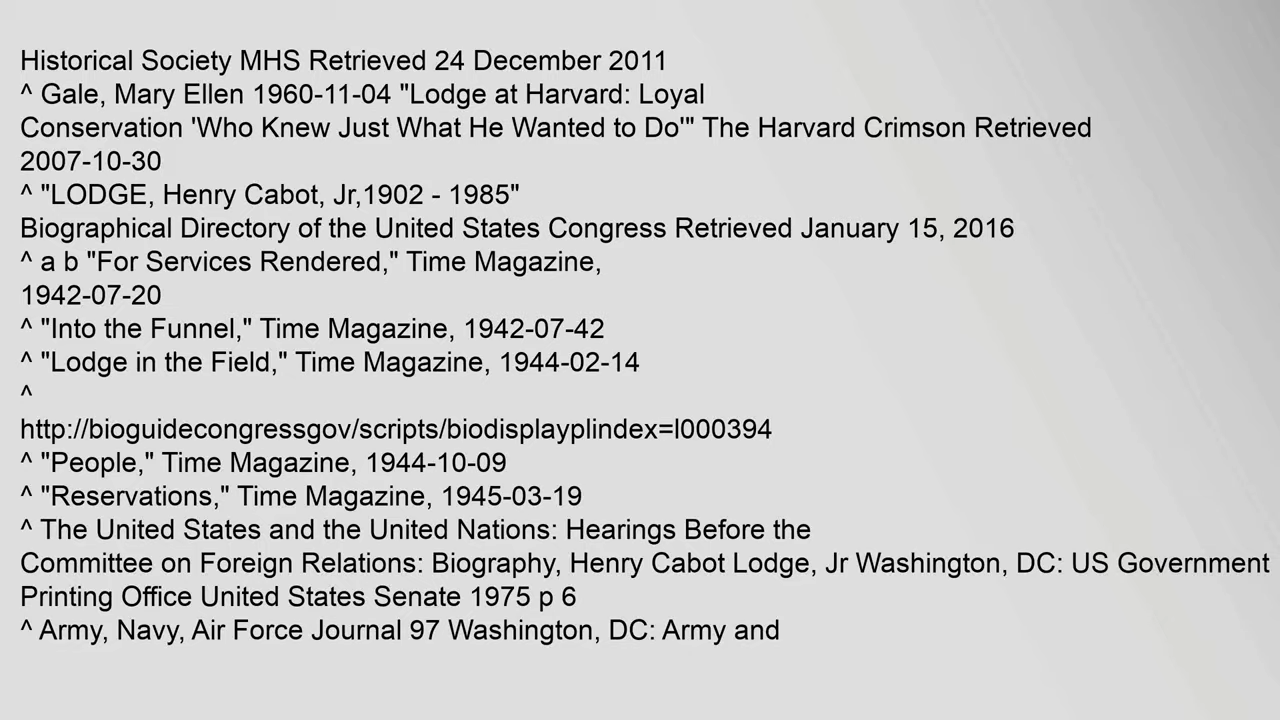 Historical Society MHS Retrieved 24 December 2011
^ Gale, Mary Ellen 1960-11-04 "Lodge at Harvard: Loyal
Conservation 'Who Knew Just What He Wanted to Do'" The Harvard Crimson Retrieved
2007-10-30
^ "LODGE, Henry Cabot, Jr,1902 - 1985"
Biographical Directory of the United States Congress Retrieved January 15, 2016
^ a b "For Services Rendered," Time Magazine,
1942-07-20
^ "Into the Funnel," Time Magazine, 1942-07-42
^ "Lodge in the Field," Time Magazine, 1944-02-14
^
http://bioguidecongressgov/scripts/biodisplayplindex=l000394
^ "People," Time Magazine, 1944-10-09
^ "Reservations," Time Magazine, 1945-03-19
^ The United States and the United Nations: Hearings Before the
Committee on Foreign Relations: Biography, Henry Cabot Lodge, Jr Washington, DC: US Government
Printing Office United States Senate 1975 p 6
^ Army, Navy, Air Force Journal 97 Washington, DC: Army and